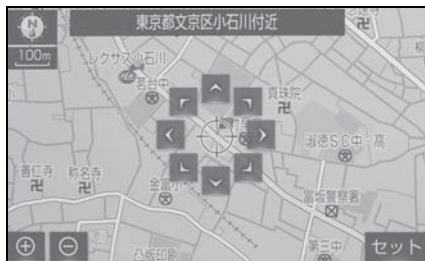 東京都文京区小石川付近
N
100m
レクサス小石川
茗台中
真珠院
淑徳SC中・高
善仁寺
称名寺
金富小
富坂警察署
第三中
セット